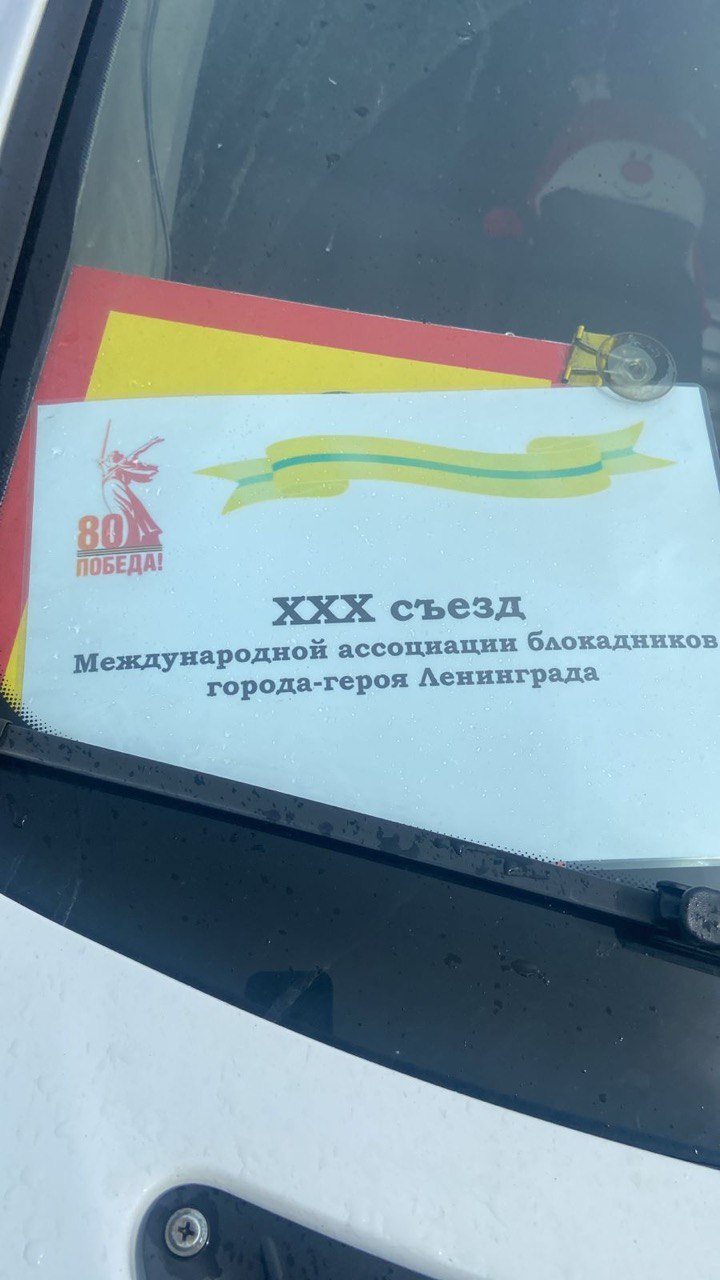 80
ПОБЕДА!
XXX съезд
Международной ассоциации блокадников
города-героя Ленинграда